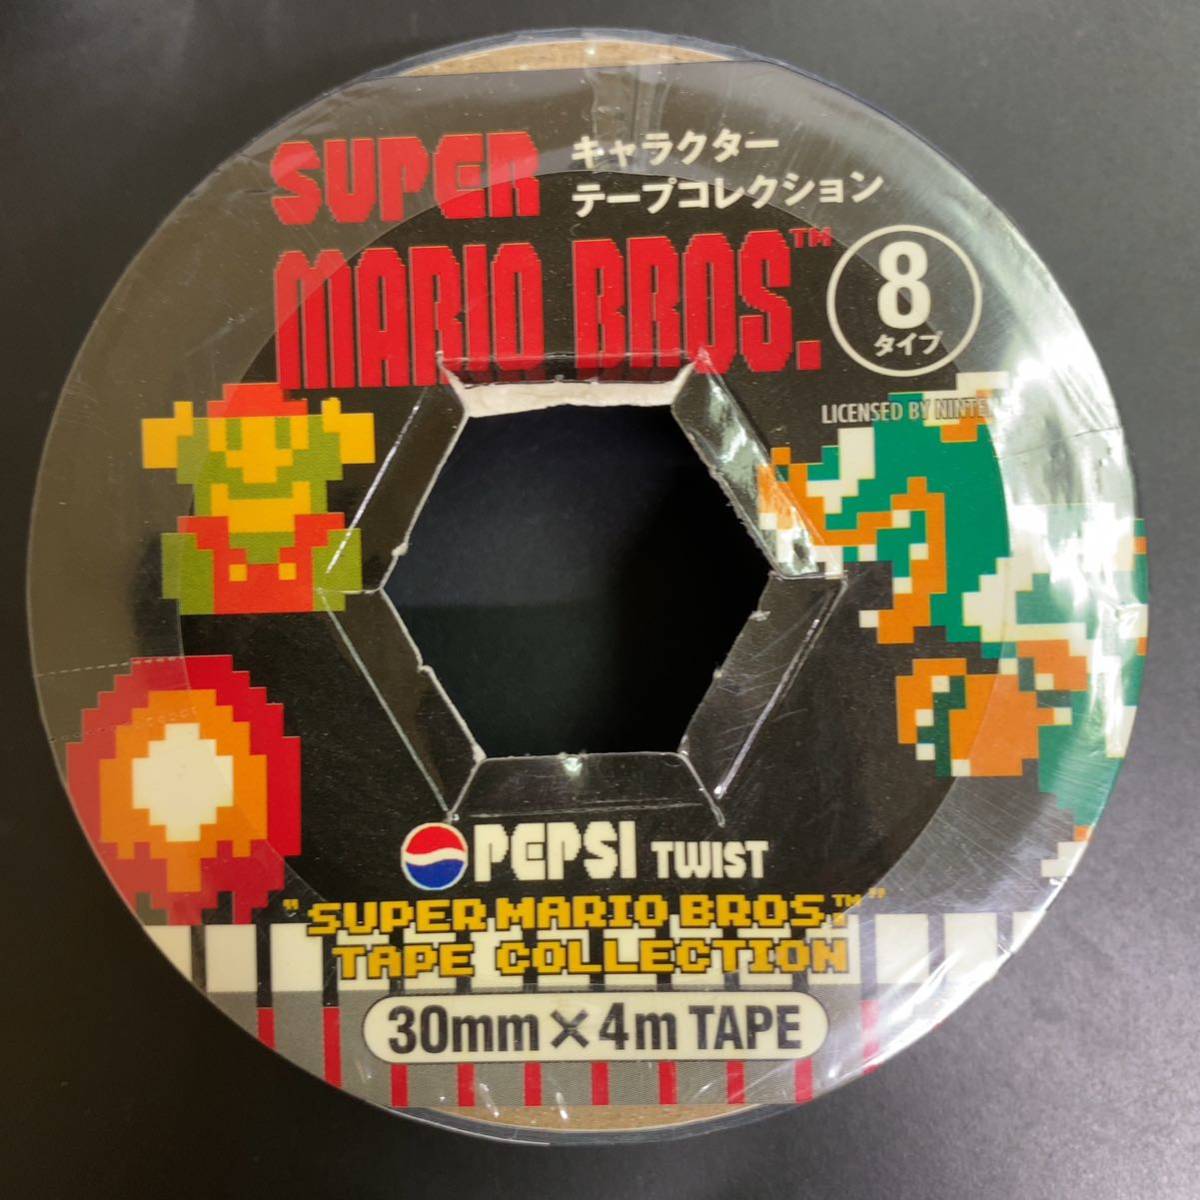 SUPER
MARIO BROS.™
キャラクター
テープコレクション
8
タイプ
LICENSED BY
PEPSI TWIST
"SUPER MARIO BROS.™"
TAPE COLLECTION
30mm×4m TAPE